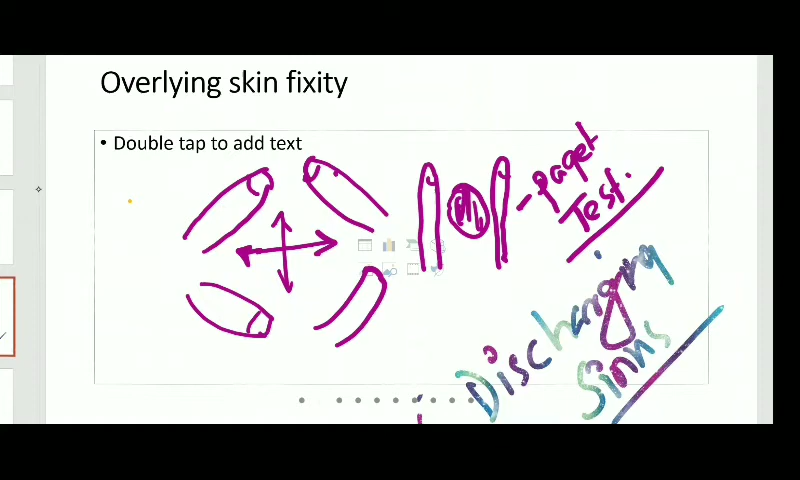 Overlying skin fixity
• Double tap to add text
- Paget
Test.
Discharging
Sinus